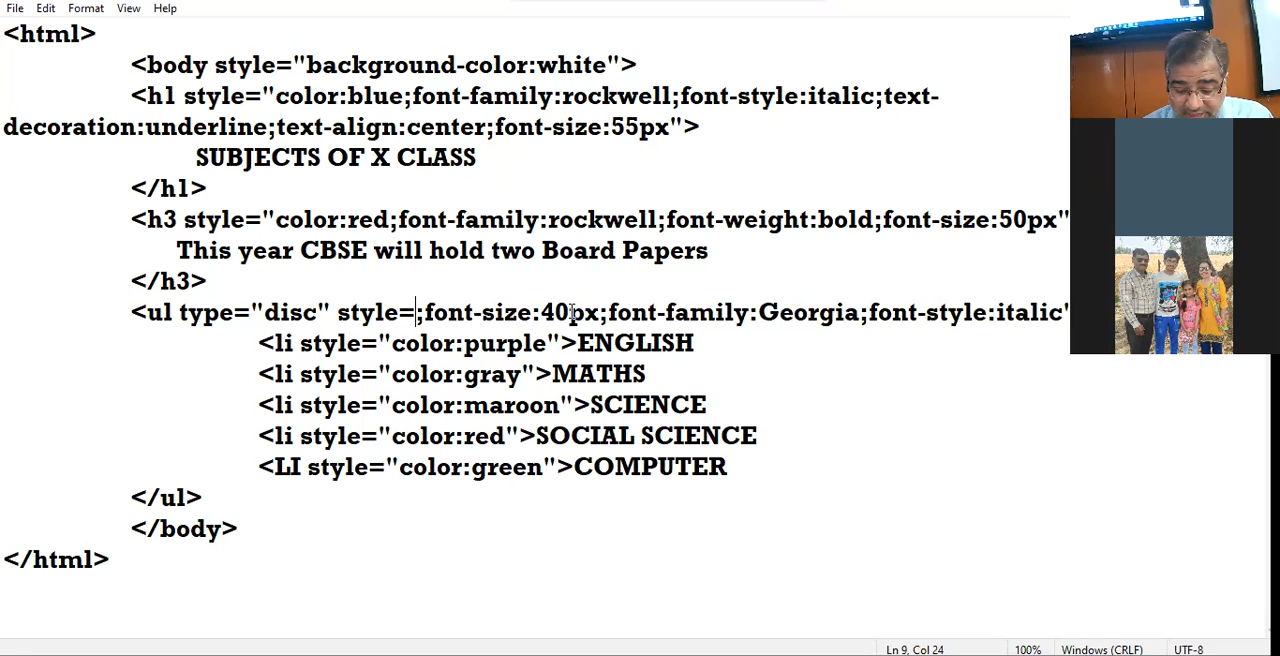 File Edit Format View Help
<html>
<body style="background-color:white">
<h1 style="color:blue;font-family:rockwell;font-style:italic;text-
decoration:underline;text-align:center;font-size:55px">
SUBJECTS OF X CLASS
</h1>
<h3 style="color:red;font-family:rockwell;font-weight:bold;font-size:50px"
This year CBSE will hold two Board Papers
</h3>
<ul type="disc" style=;font-size:40px;font-family:Georgia;font-style:italic"
<li style="color:purple">ENGLISH
<li style="color:gray">MATHS
<li style="color:maroon">SCIENCE
<li style="color:red">SOCIAL SCIENCE
<LI style="color:green">COMPUTER
</ul>
</body>
</html>
Ln 9, Col 24 100% Windows (CRLF) UTF-8